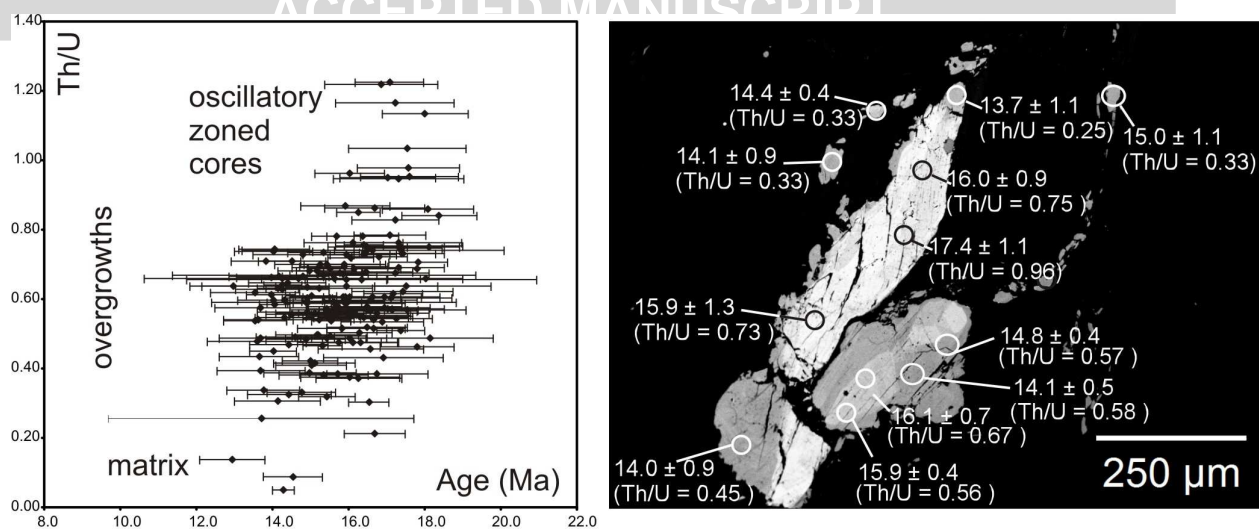 ACCEPTED MANUSCRIPT
1.40
Th/U
1.20
1.00
0.80
0.60
0.40
0.20
0.00
oscillatory
zoned
cores
overgrowths
matrix
Age (Ma)
8.0 10.0 12.0 14.0 16.0 18.0 20.0 22.0
14.4 ± 0.4
(Th/U = 0.33)
13.7 ± 1.1
(Th/U = 0.25)
15.0 ± 1.1
(Th/U = 0.33)
14.1 ± 0.9
(Th/U = 0.33)
16.0 ± 0.9
(Th/U = 0.75 )
17.4 ± 1.1
(Th/U = 0.96)
15.9 ± 1.3
(Th/U = 0.73 )
14.8 ± 0.4
(Th/U = 0.57 )
14.1 ± 0.5
(Th/U = 0.58 )
16.1 ± 0.7
(Th/U = 0.67 )
14.0 ± 0.9
(Th/U = 0.45 )
15.9 ± 0.4
(Th/U = 0.56 )
250 µm